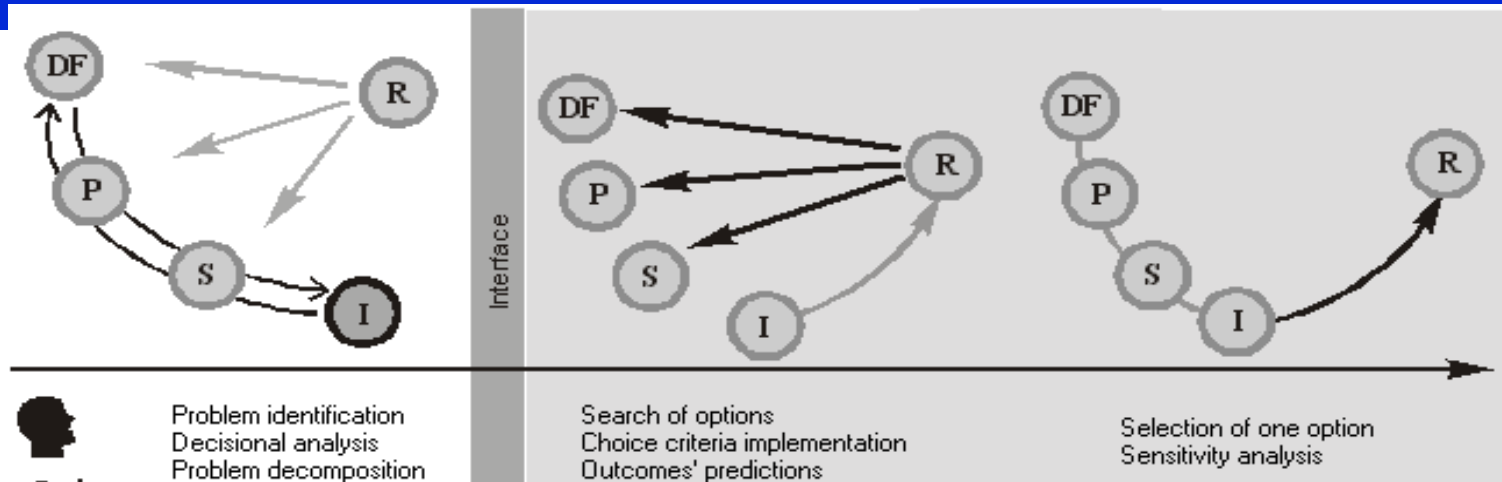 DF
R
P
S
I
Interface
DF
R
P
S
I
DF
R
P
S
I
Problem identification
Decisional analysis
Problem decomposition
Search of options
Choice criteria implementation
Outcomes' predictions
Selection of one option
Sensitivity analysis